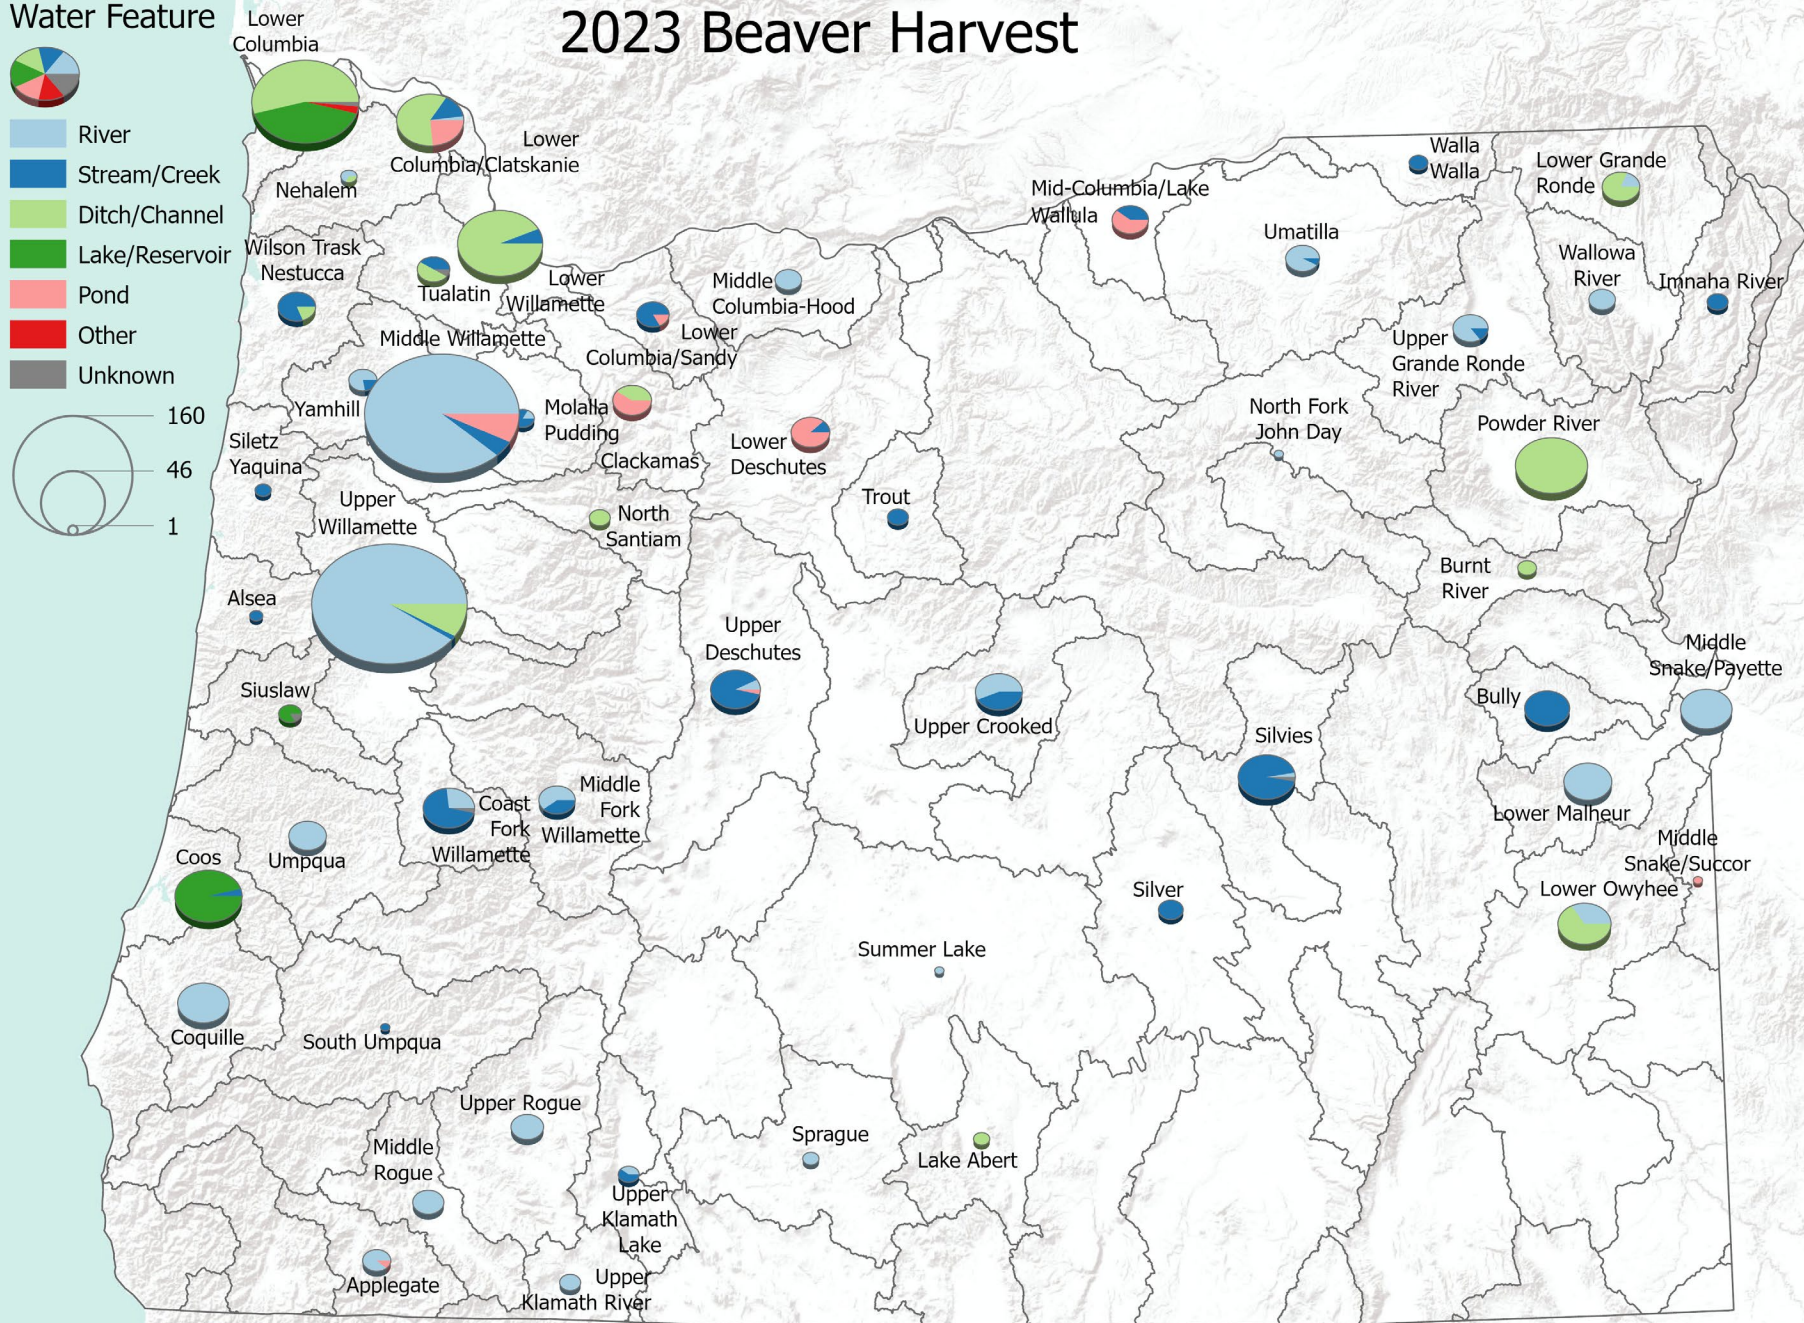 2023 Beaver Harvest
Water Feature
River
Stream/Creek
Ditch/Channel
Lake/Reservoir
Pond
Other
Unknown
160
46
1
Lower
Columbia
Lower
Columbia/Clatskanie
Nehalem
Wilson Trask
Nestucca
Tualatin
Lower
Willamette
Middle
Columbia-Hood
Lower
Columbia/Sandy
Mid-Columbia/Lake
Wallula
Walla
Walla
Lower Grande
Ronde
Umatilla
Wallowa
River
Imnaha River
Upper
Grande Ronde
River
Middle Willamette
Yamhill
Molalla
Pudding
Clackamas
Lower
Deschutes
North Fork
John Day
Powder River
Siletz
Yaquina
Upper
Willamette
North
Santiam
Trout
Burnt
River
Alsea
Upper
Deschutes
Middle
Snake/Payette
Siuslaw
Upper Crooked
Bully
Silvies
Coast
Fork
Willamette
Middle
Fork
Willamette
Lower Malheur
Umpqua
Middle
Snake/Succor
Coos
Silver
Lower Owyhee
Summer Lake
Coquille
South Umpqua
Upper Rogue
Middle
Rogue
Sprague
Lake Abert
Upper
Klamath
Lake
Applegate
Upper
Klamath River